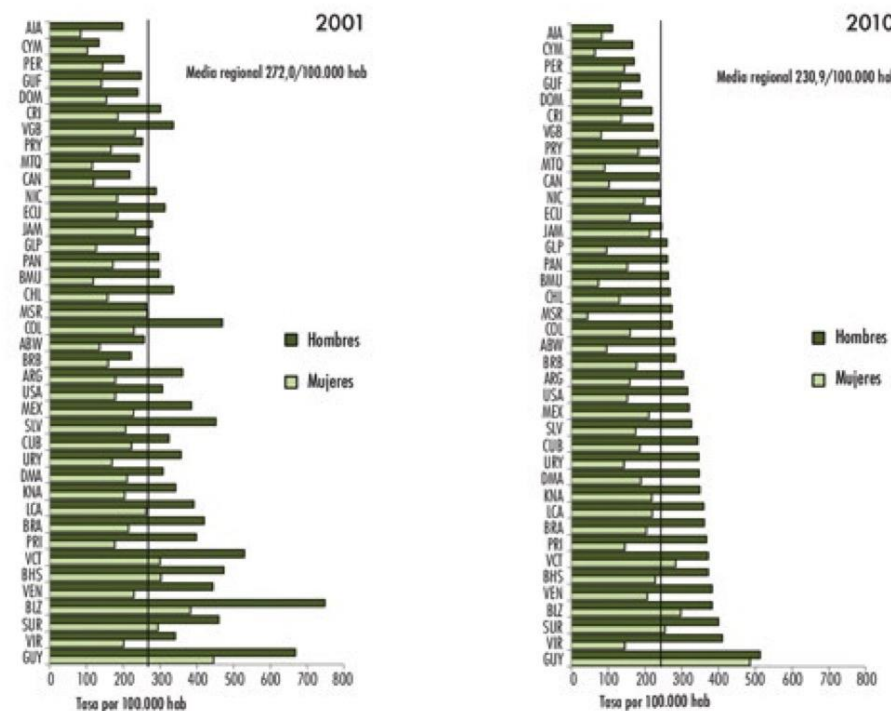 2001
Media regional 272,0/100.000 hab
AIA
CYM
PER
GUF
DOM
CRI
VGB
PRY
MTQ
CAN
NIC
ECU
JAM
GLP
PAN
BMU
CHL
MSR
COL
ABW
BRB
ARG
USA
MEX
SLV
CUB
URY
DMA
KNA
LCA
BRA
PRI
VCT
BHS
VEN
BLZ
SUR
VIR
GUY
Hombres
Mujeres
0 100 200 300 400 500 600 700 800
Tasa por 100.000 hab
2010
Media regional 230,9/100.000 hab
AIA
CYM
PER
GUF
DOM
CRI
VGB
PRY
MTQ
CAN
NIC
ECU
JAM
GLP
PAN
BMU
CHL
MSR
COL
ABW
BRB
ARG
USA
MEX
SLV
CUB
URY
DMA
KNA
LCA
BRA
PRI
VCT
BHS
VEN
BLZ
SUR
VIR
GUY
Hombres
Mujeres
0 100 200 300 400 500 600 700 800
Tasa por 100.000 hab